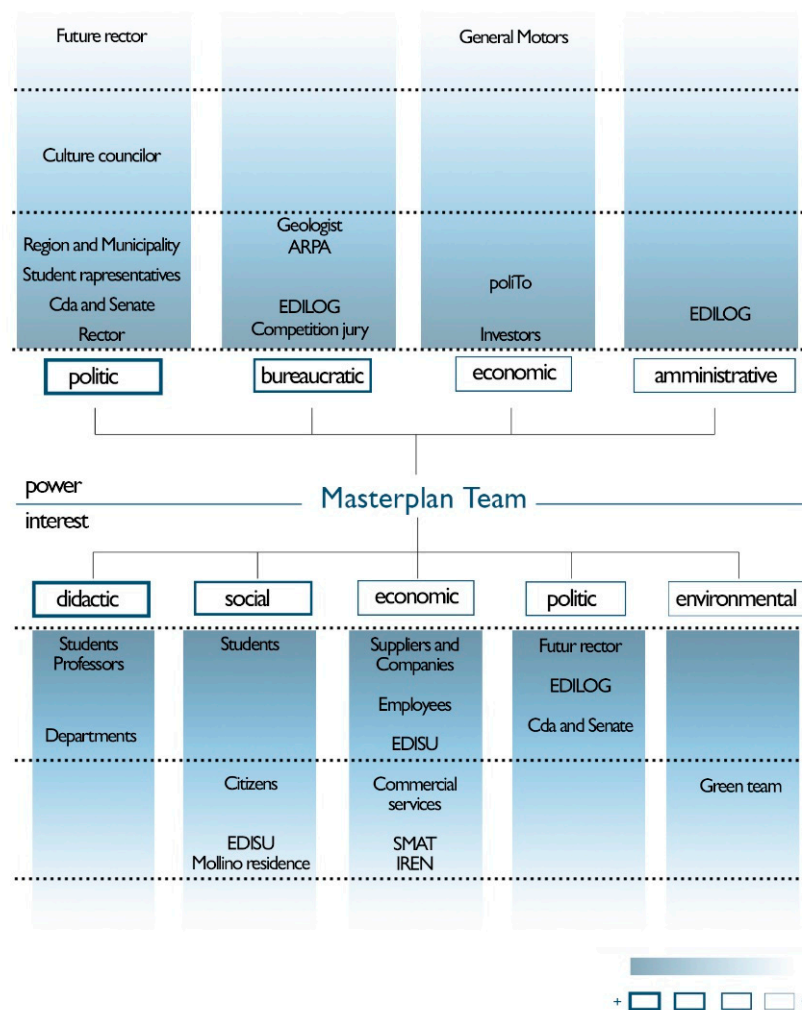 Future rector
General Motors
Culture councilor
Geologist
ARPA
Region and Municipality
Student rapresentatives
poliTo
Cda and Senate
EDILOG
EDILOG
Rector
Competition jury
Investors
politic
bureaucratic
economic
amministrative
power
Masterplan Team
interest
didactic
social
economic
politic
environmental
Students
Professors
Departments
Students
Suppliers and
Companies
Employees
EDISU
Futur rector
EDILOG
Cda and Senate
Citizens
EDISU
Mollino residence
Commercial
services
SMAT
IREN
Green team
+